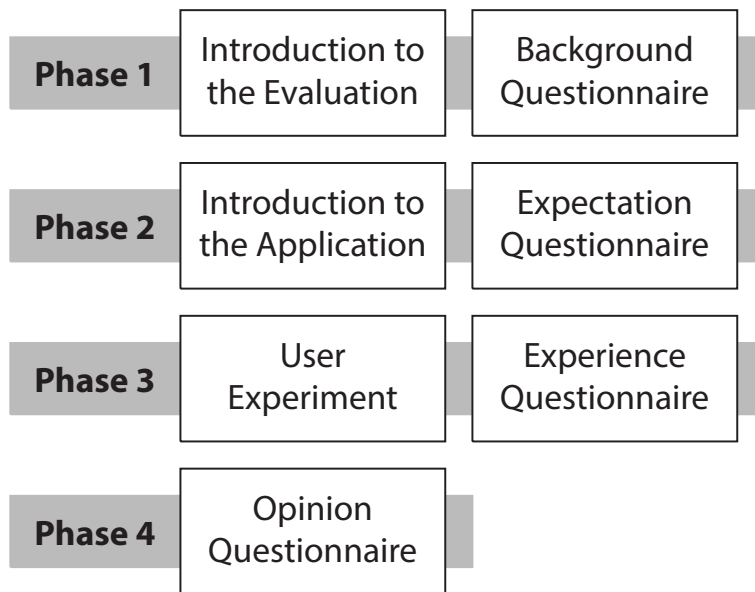 Phase 1
Introduction to
the Evaluation
Background
Questionnaire
Phase 2
Introduction to
the Application
Expectation
Questionnaire
Phase 3
User
Experiment
Experience
Questionnaire
Phase 4
Opinion
Questionnaire